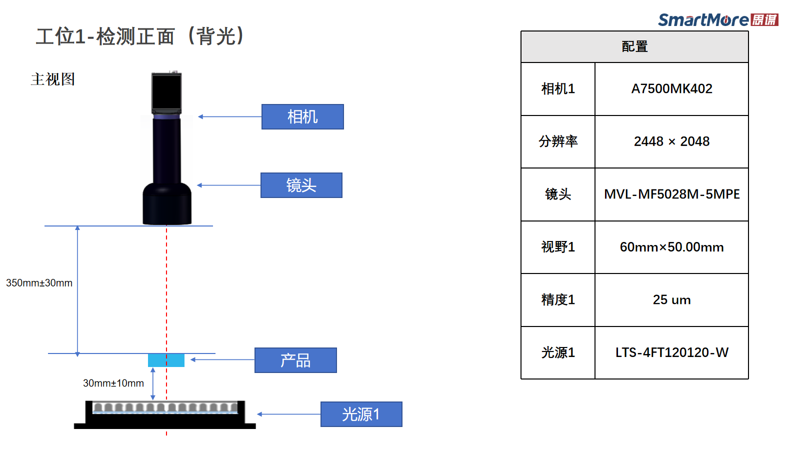 SmartMore思谋
工位1-检测正面（背光）
主视图
相机
镜头
350mm±30mm
产品
30mm±10mm
光源1
配置
相机1 A7500MK402
分辨率 2448 × 2048
镜头 MVL-MF5028M-5MPE
视野1 60mm×50.00mm
精度1 25 um
光源1 LTS-4FT120120-W